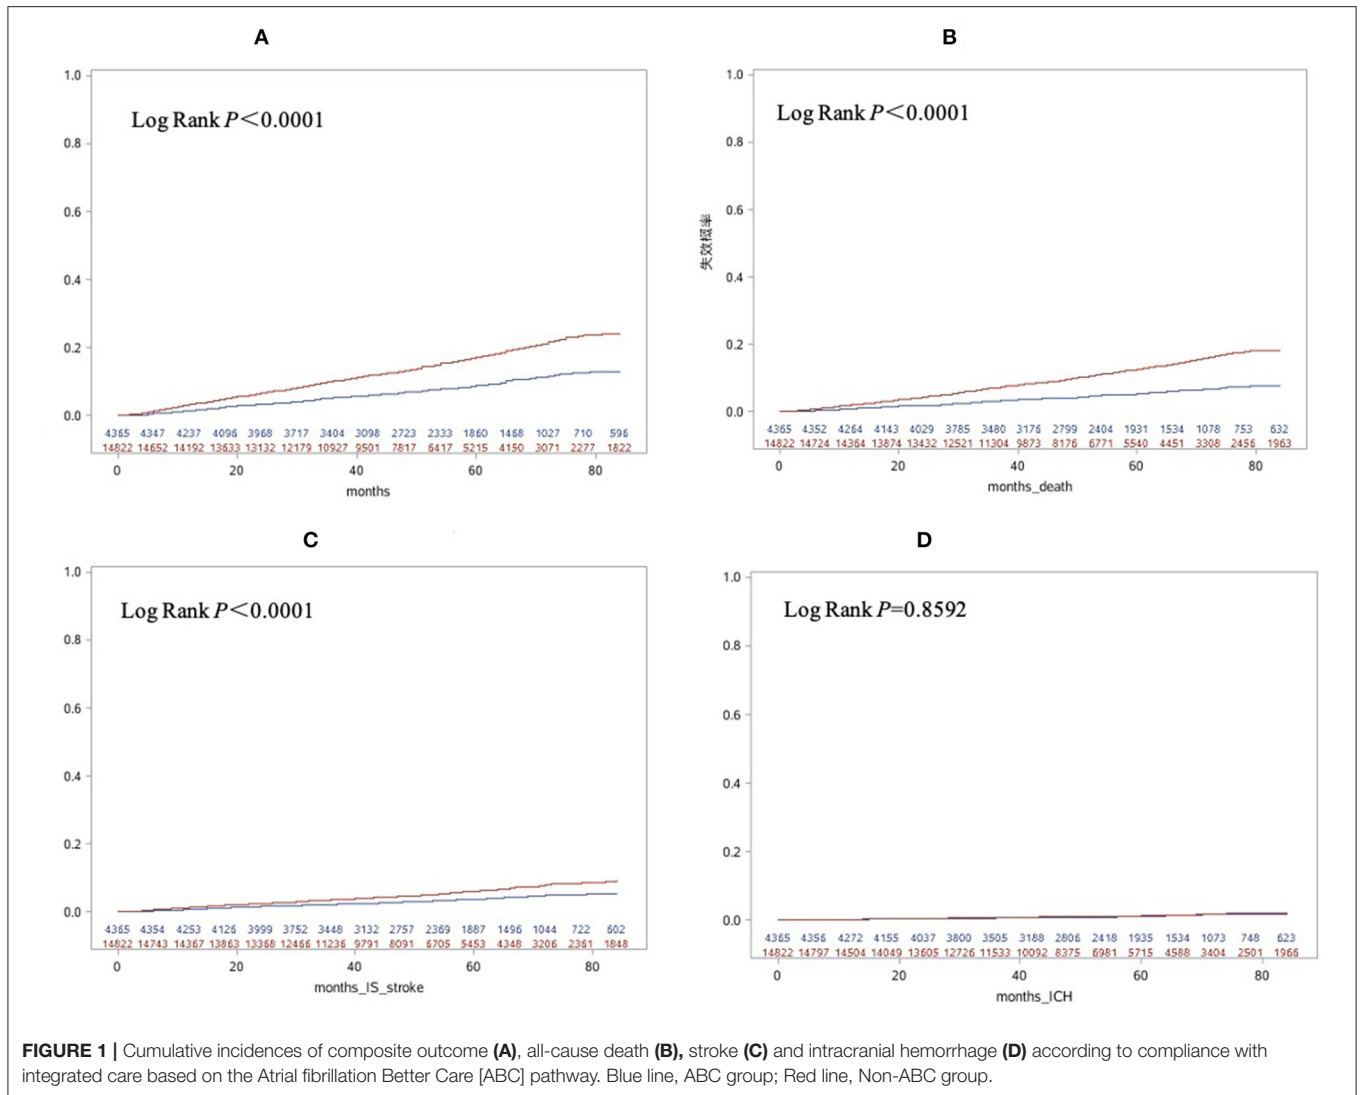 A
Log Rank P<0.0001
1.0
0.8
0.6
0.4
0.2
0.0
4365 4347 4237 4096 3968 3717 3404 3098 2723 2333 1860 1468 1027 710 596
14822 14652 14192 13633 13132 12179 10927 9501 7817 6417 5215 4150 3071 2277 1822
0 20 40 60 80
months
B
Log Rank P<0.0001
失效概率
1.0
0.8
0.6
0.4
0.2
0.0
4365 4352 4264 4143 4029 3785 3480 3176 2799 2404 1931 1534 1078 753 632
14822 14724 14364 13874 13432 12521 11304 9873 8176 6771 5540 4451 3308 2456 1963
0 20 40 60 80
months_death
C
Log Rank P<0.0001
1.0
0.8
0.6
0.4
0.2
0.0
4365 4354 4253 4126 3999 3752 3448 3132 2757 2369 1887 1496 1044 722 602
14822 14743 14367 13863 13368 12466 11236 9791 8091 6705 5453 4348 3206 2361 1848
0 20 40 60 80
months_IS_stroke
D
Log Rank P=0.8592
1.0
0.8
0.6
0.4
0.2
0.0
4365 4356 4272 4155 4037 3800 3505 3188 2806 2418 1935 1534 1073 748 623
14822 14797 14504 14049 13605 12726 11533 10092 8375 6981 5715 4588 3404 2501 1966
0 20 40 60 80
months_ICH
FIGURE 1 | Cumulative incidences of composite outcome (A), all-cause death (B), stroke (C) and intracranial hemorrhage (D) according to compliance with
integrated care based on the Atrial fibrillation Better Care [ABC] pathway. Blue line, ABC group; Red line, Non-ABC group.